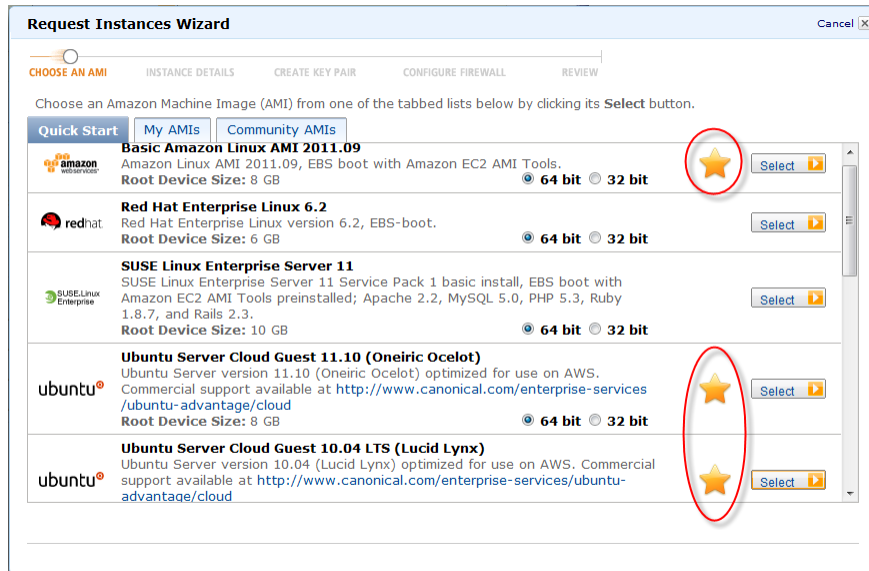 Request Instances Wizard
Cancel
CHOOSE AN AMI
INSTANCE DETAILS
CREATE KEY PAIR
CONFIGURE FIREWALL
REVIEW
Choose an Amazon Machine Image (AMI) from one of the tabbed lists below by clicking its Select button.
Quick Start
My AMIs
Community AMIs
amazon
webservices
Basic Amazon Linux AMI 2011.09
Amazon Linux AMI 2011.09, EBS boot with Amazon EC2 AMI Tools.
Root Device Size: 8 GB
64 bit
32 bit
Select
redhat
Red Hat Enterprise Linux 6.2
Red Hat Enterprise Linux version 6.2, EBS-boot.
Root Device Size: 6 GB
64 bit
32 bit
Select
SUSE.Linux
Enterprise
SUSE Linux Enterprise Server 11
SUSE Linux Enterprise Server 11 Service Pack 1 basic install, EBS boot with
Amazon EC2 AMI Tools preinstalled; Apache 2.2, MySQL 5.0, PHP 5.3, Ruby
1.8.7, and Rails 2.3.
Root Device Size: 10 GB
64 bit
32 bit
Select
ubuntu
Ubuntu Server Cloud Guest 11.10 (Oneiric Ocelot)
Ubuntu Server version 11.10 (Oneiric Ocelot) optimized for use on AWS.
Commercial support available at http://www.canonical.com/enterprise-services
/ubuntu-advantage/cloud
Root Device Size: 8 GB
64 bit
32 bit
Select
ubuntu
Ubuntu Server Cloud Guest 10.04 LTS (Lucid Lynx)
Ubuntu Server version 10.04 (Lucid Lynx) optimized for use on AWS. Commercial
support available at http://www.canonical.com/enterprise-services/ubuntu-
advantage/cloud
Select